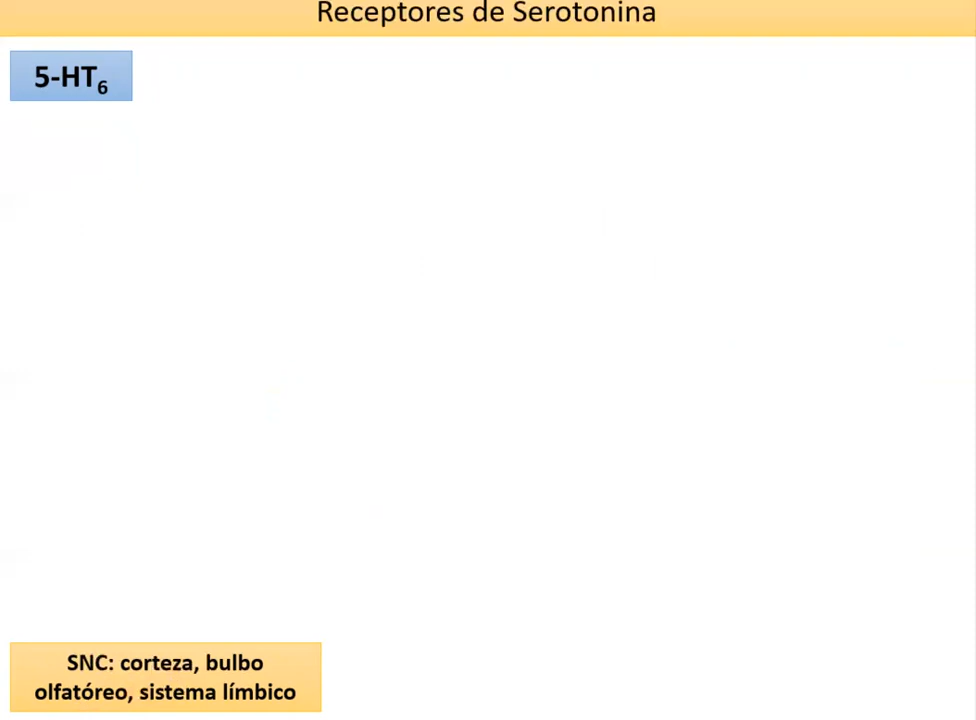 Receptores de Serotonina
5-HT₆
SNC: corteza, bulbo
olfatóreo, sistema límbico